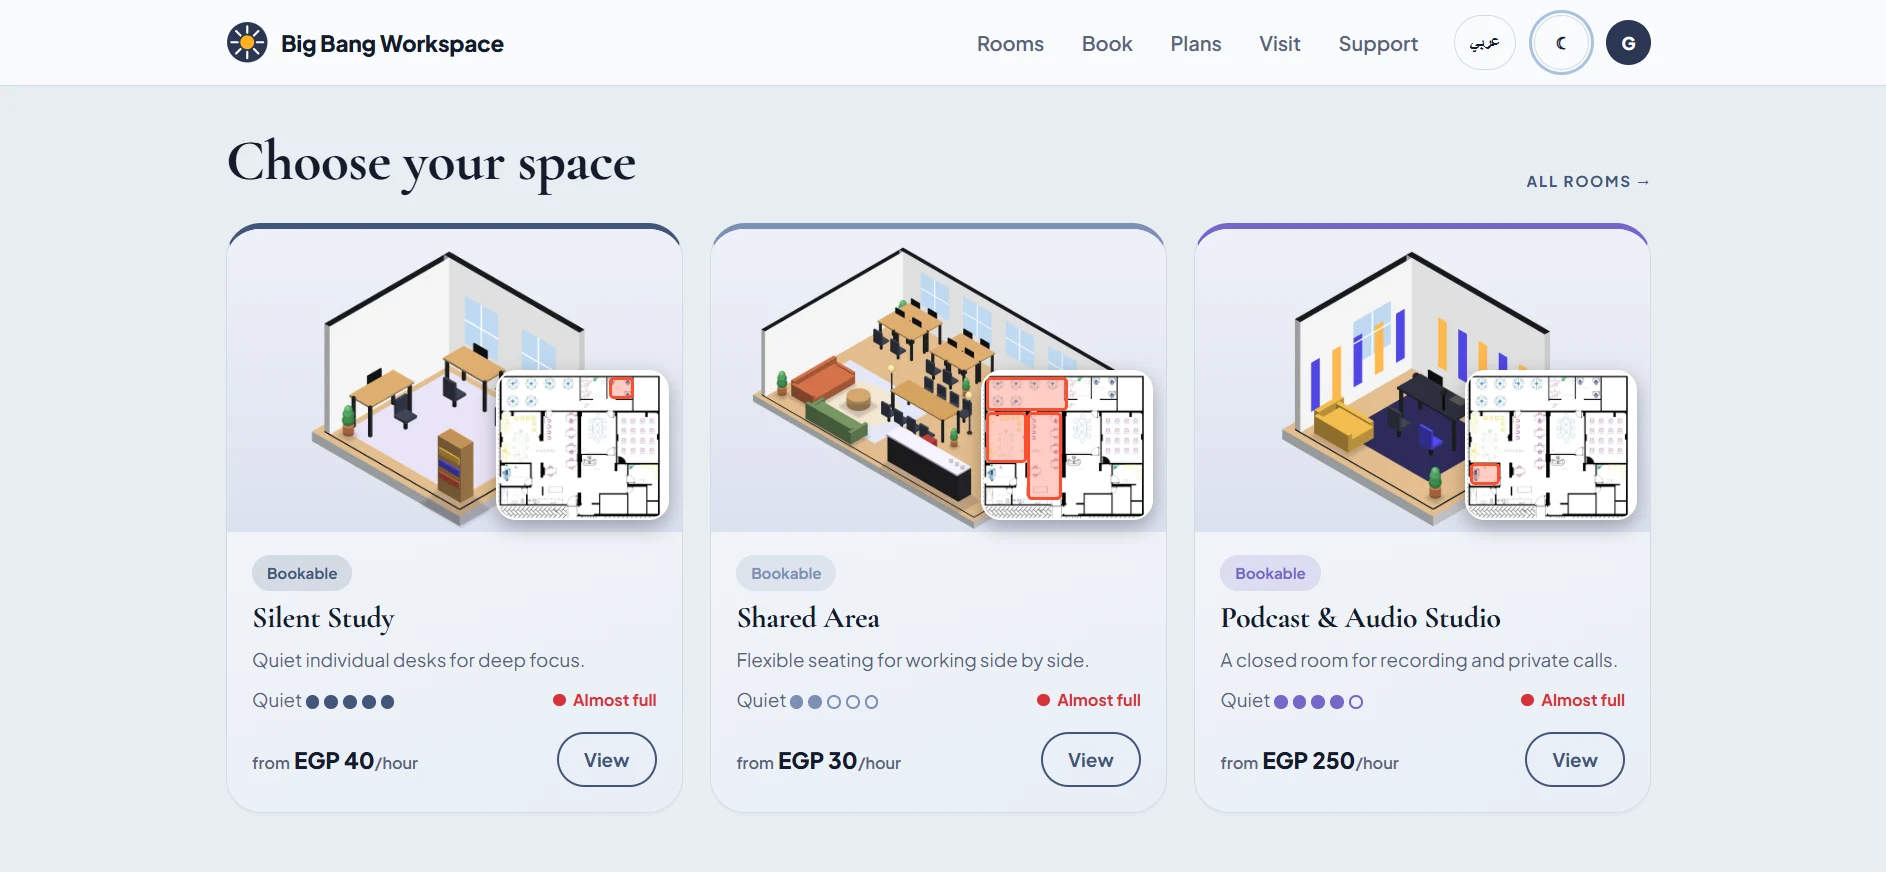 Big Bang Workspace
Rooms Book Plans Visit Support عربي G
Choose your space
ALL ROOMS →
Bookable
Silent Study
Quiet individual desks for deep focus.
Quiet Almost full
from EGP 40/hour View
Bookable
Shared Area
Flexible seating for working side by side.
Quiet Almost full
from EGP 30/hour View
Bookable
Podcast & Audio Studio
A closed room for recording and private calls.
Quiet Almost full
from EGP 250/hour View